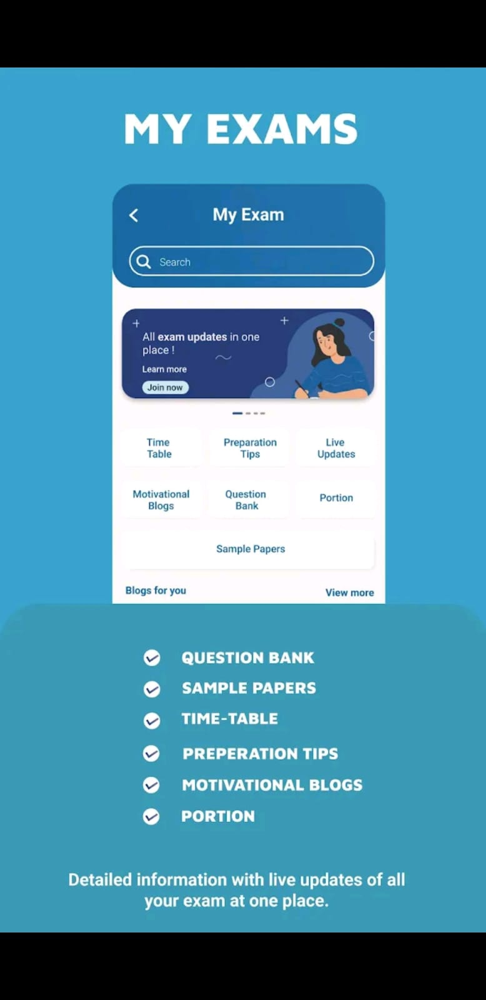 MY EXAMS
My Exam
Search
All exam updates in one
place !
Learn more
Join now
Time
Table
Preparation
Tips
Live
Updates
Motivational
Blogs
Question
Bank
Portion
Sample Papers
Blogs for you
View more
QUESTION BANK
SAMPLE PAPERS
TIME-TABLE
PREPERATION TIPS
MOTIVATIONAL BLOGS
PORTION
Detailed information with live updates of all
your exam at one place.